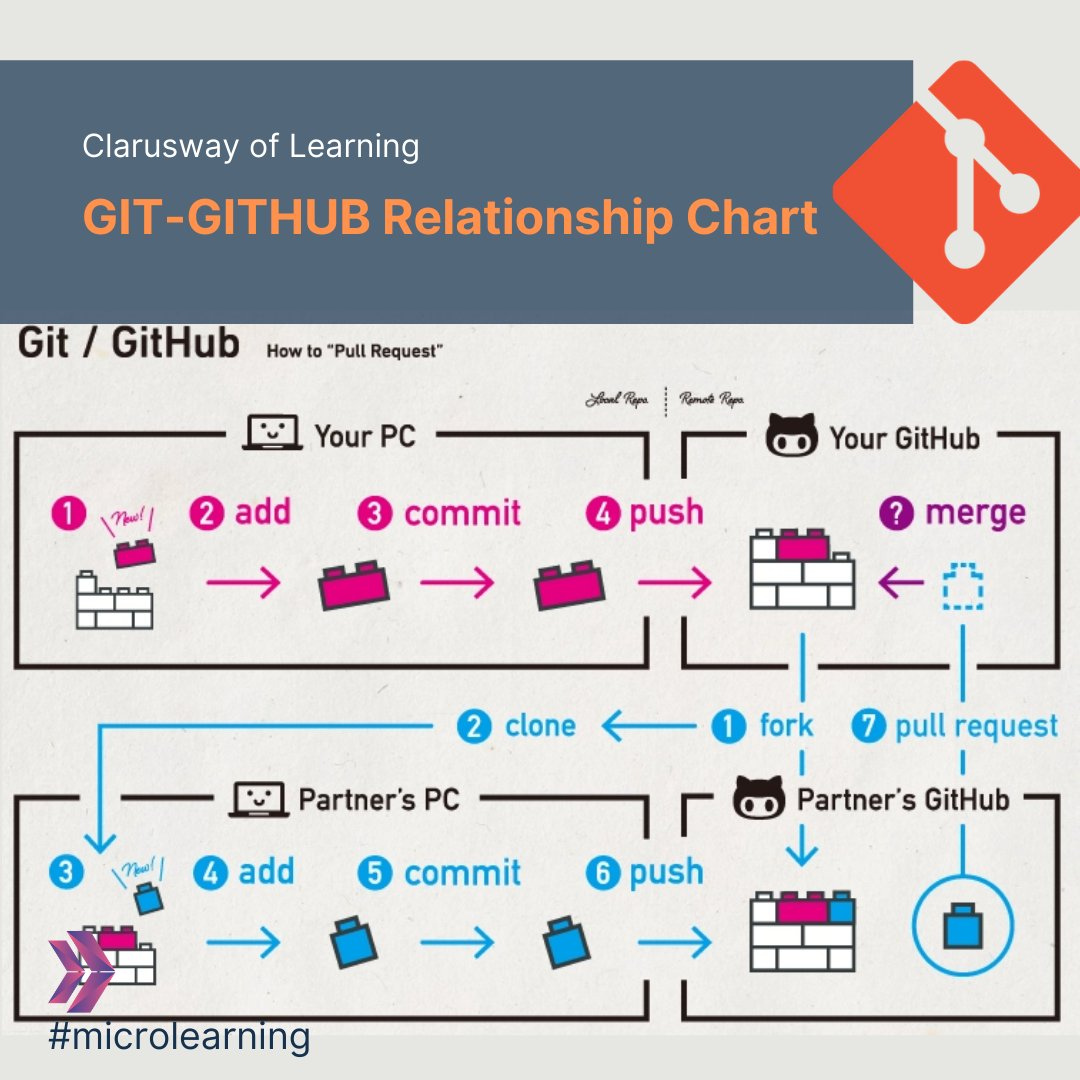 Clarusway of Learning
GIT-GITHUB Relationship Chart
Git / GitHub How to “Pull Request”
Local Repo. Remote Repo.
Your PC
Your GitHub
1 New! 2 add 3 commit 4 push
? merge
2 clone 1 fork 7 pull request
Partner's PC
Partner's GitHub
3 New! 4 add 5 commit 6 push
#microlearning